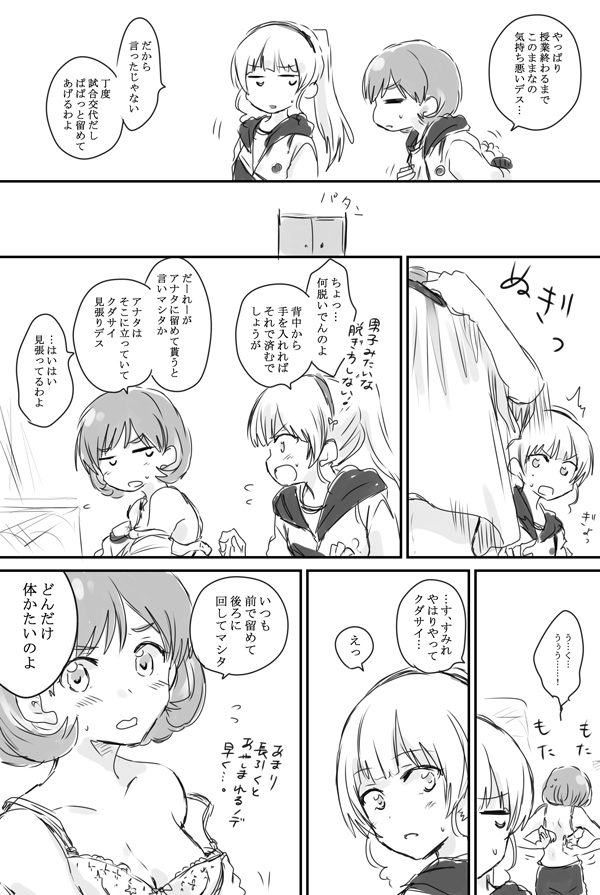 やっぱり
授業終わるまで
このままなの
気持ち悪いデス…
だから
言ったじゃない
丁度
試合交代だし
ぱぱっと留めて
あげるわよ
パタン
ぬぎっ
ぎょっ
ちょっ…
何脱いでんのよ
男子みたいな
脱ぎ方しない!
背中から
手を入れれば
それで済むで
しょうが
だーれーが
アナタに留めて貰うと
言いマシタか
アナタは
そこに立っていて
クダサイ
見張りデス
…はいはい
見張ってるわよ
う…く…
うぅう……!
もた
もた
…す、すみれ
やはりやって
クダサイ…
えっ
いつも
前で留めて
後ろに
回してマシタ
っっ
あまり
長引くと
あやしまれるンデ
早く…。
どんだけ
体かたいのよ